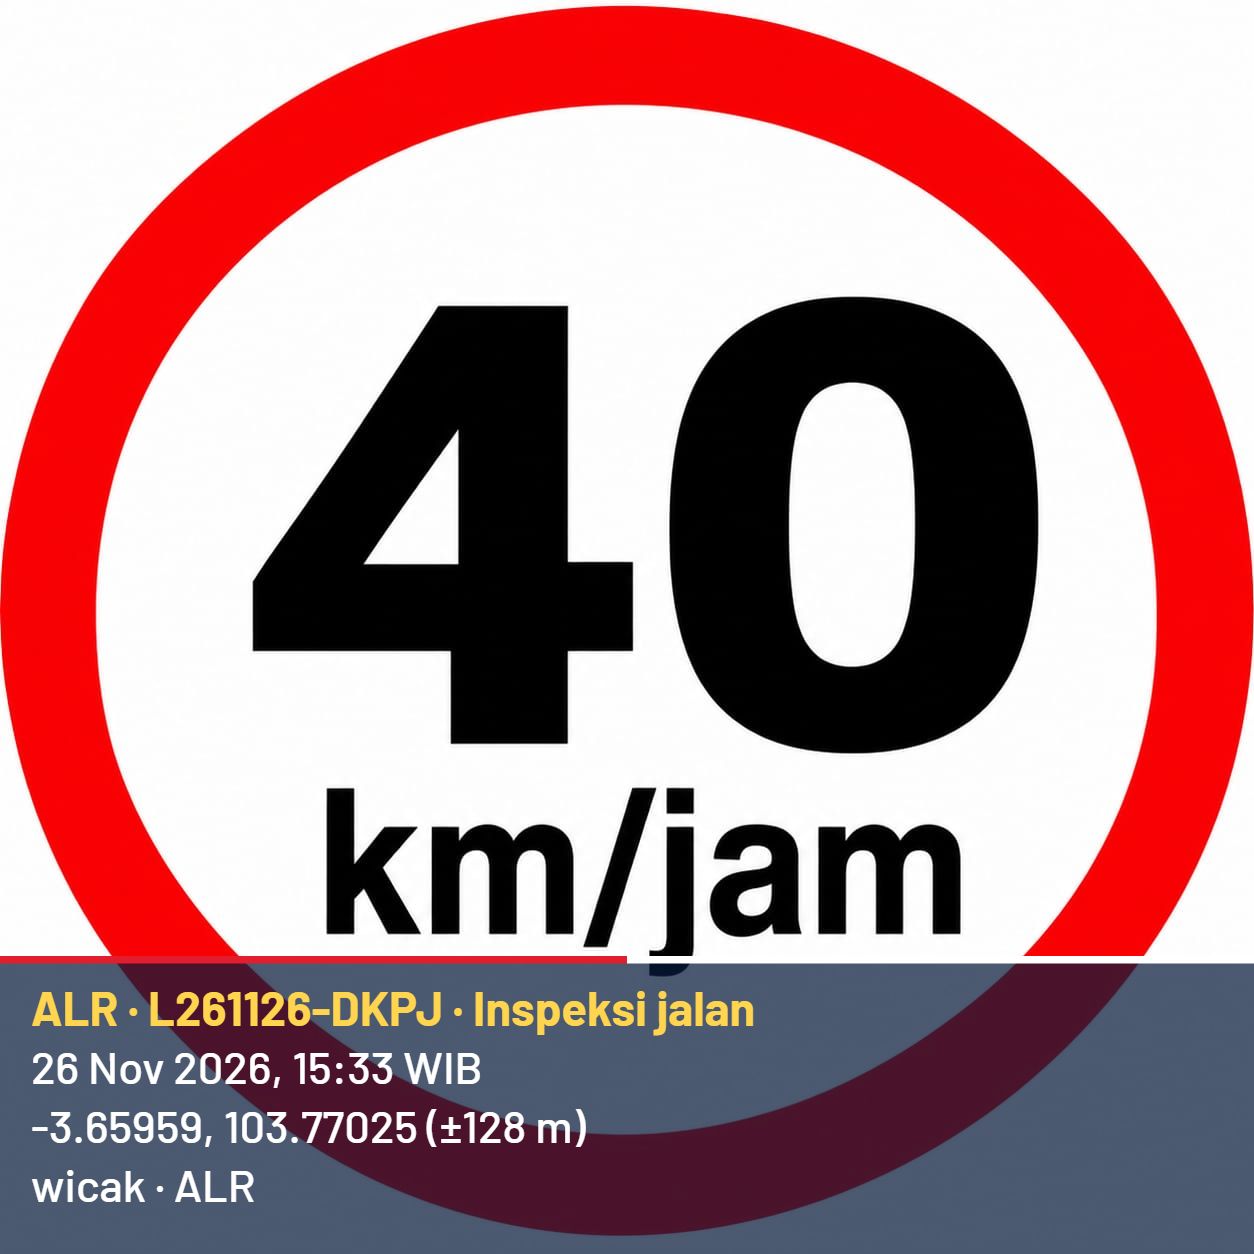 40
km/jam
ALR · L261126-DKPJ · Inspeksi jalan
26 Nov 2026, 15:33 WIB
-3.65959, 103.77025 (±128 m)
wicak · ALR